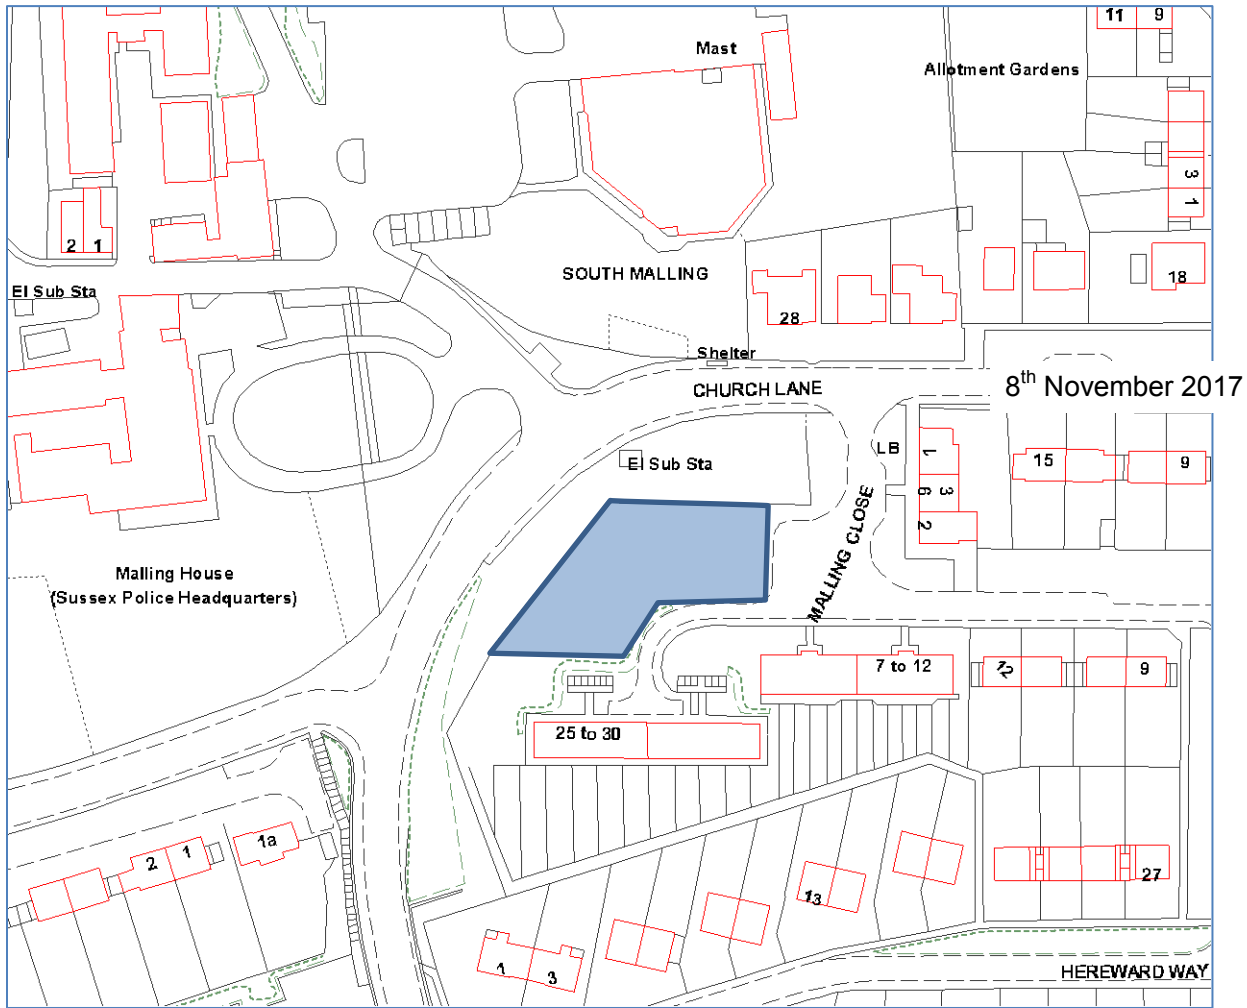 11 9
Mast
Allotment Gardens
3
1
2 1
El Sub Sta
SOUTH MALLING
18
28
Shelter
CHURCH LANE
8th November 2017
LB
1
3
6
2
15 9
El Sub Sta
MALLING CLOSE
Malling House
(Sussex Police Headquarters)
7 to 12
12 9
25 to 30
2 1 1a
13
27
1 3
HEREWARD WAY